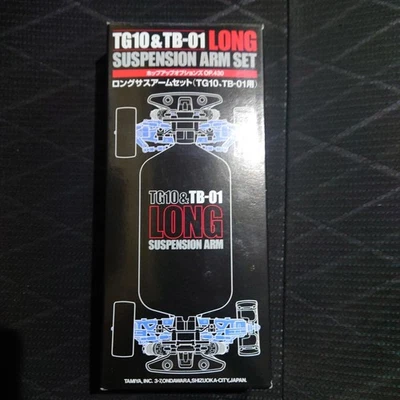 TG10&TB-01 LONG
SUSPENSION ARM SET
ホップアップオプションズ OP.430
ロングサスアームセット(TG10、TB-01用)
TG10&TB-01
LONG
SUSPENSION ARM
TAMIYA, INC. 3-7,ONDAWARA,SHIZUOKA-CITY,JAPAN.